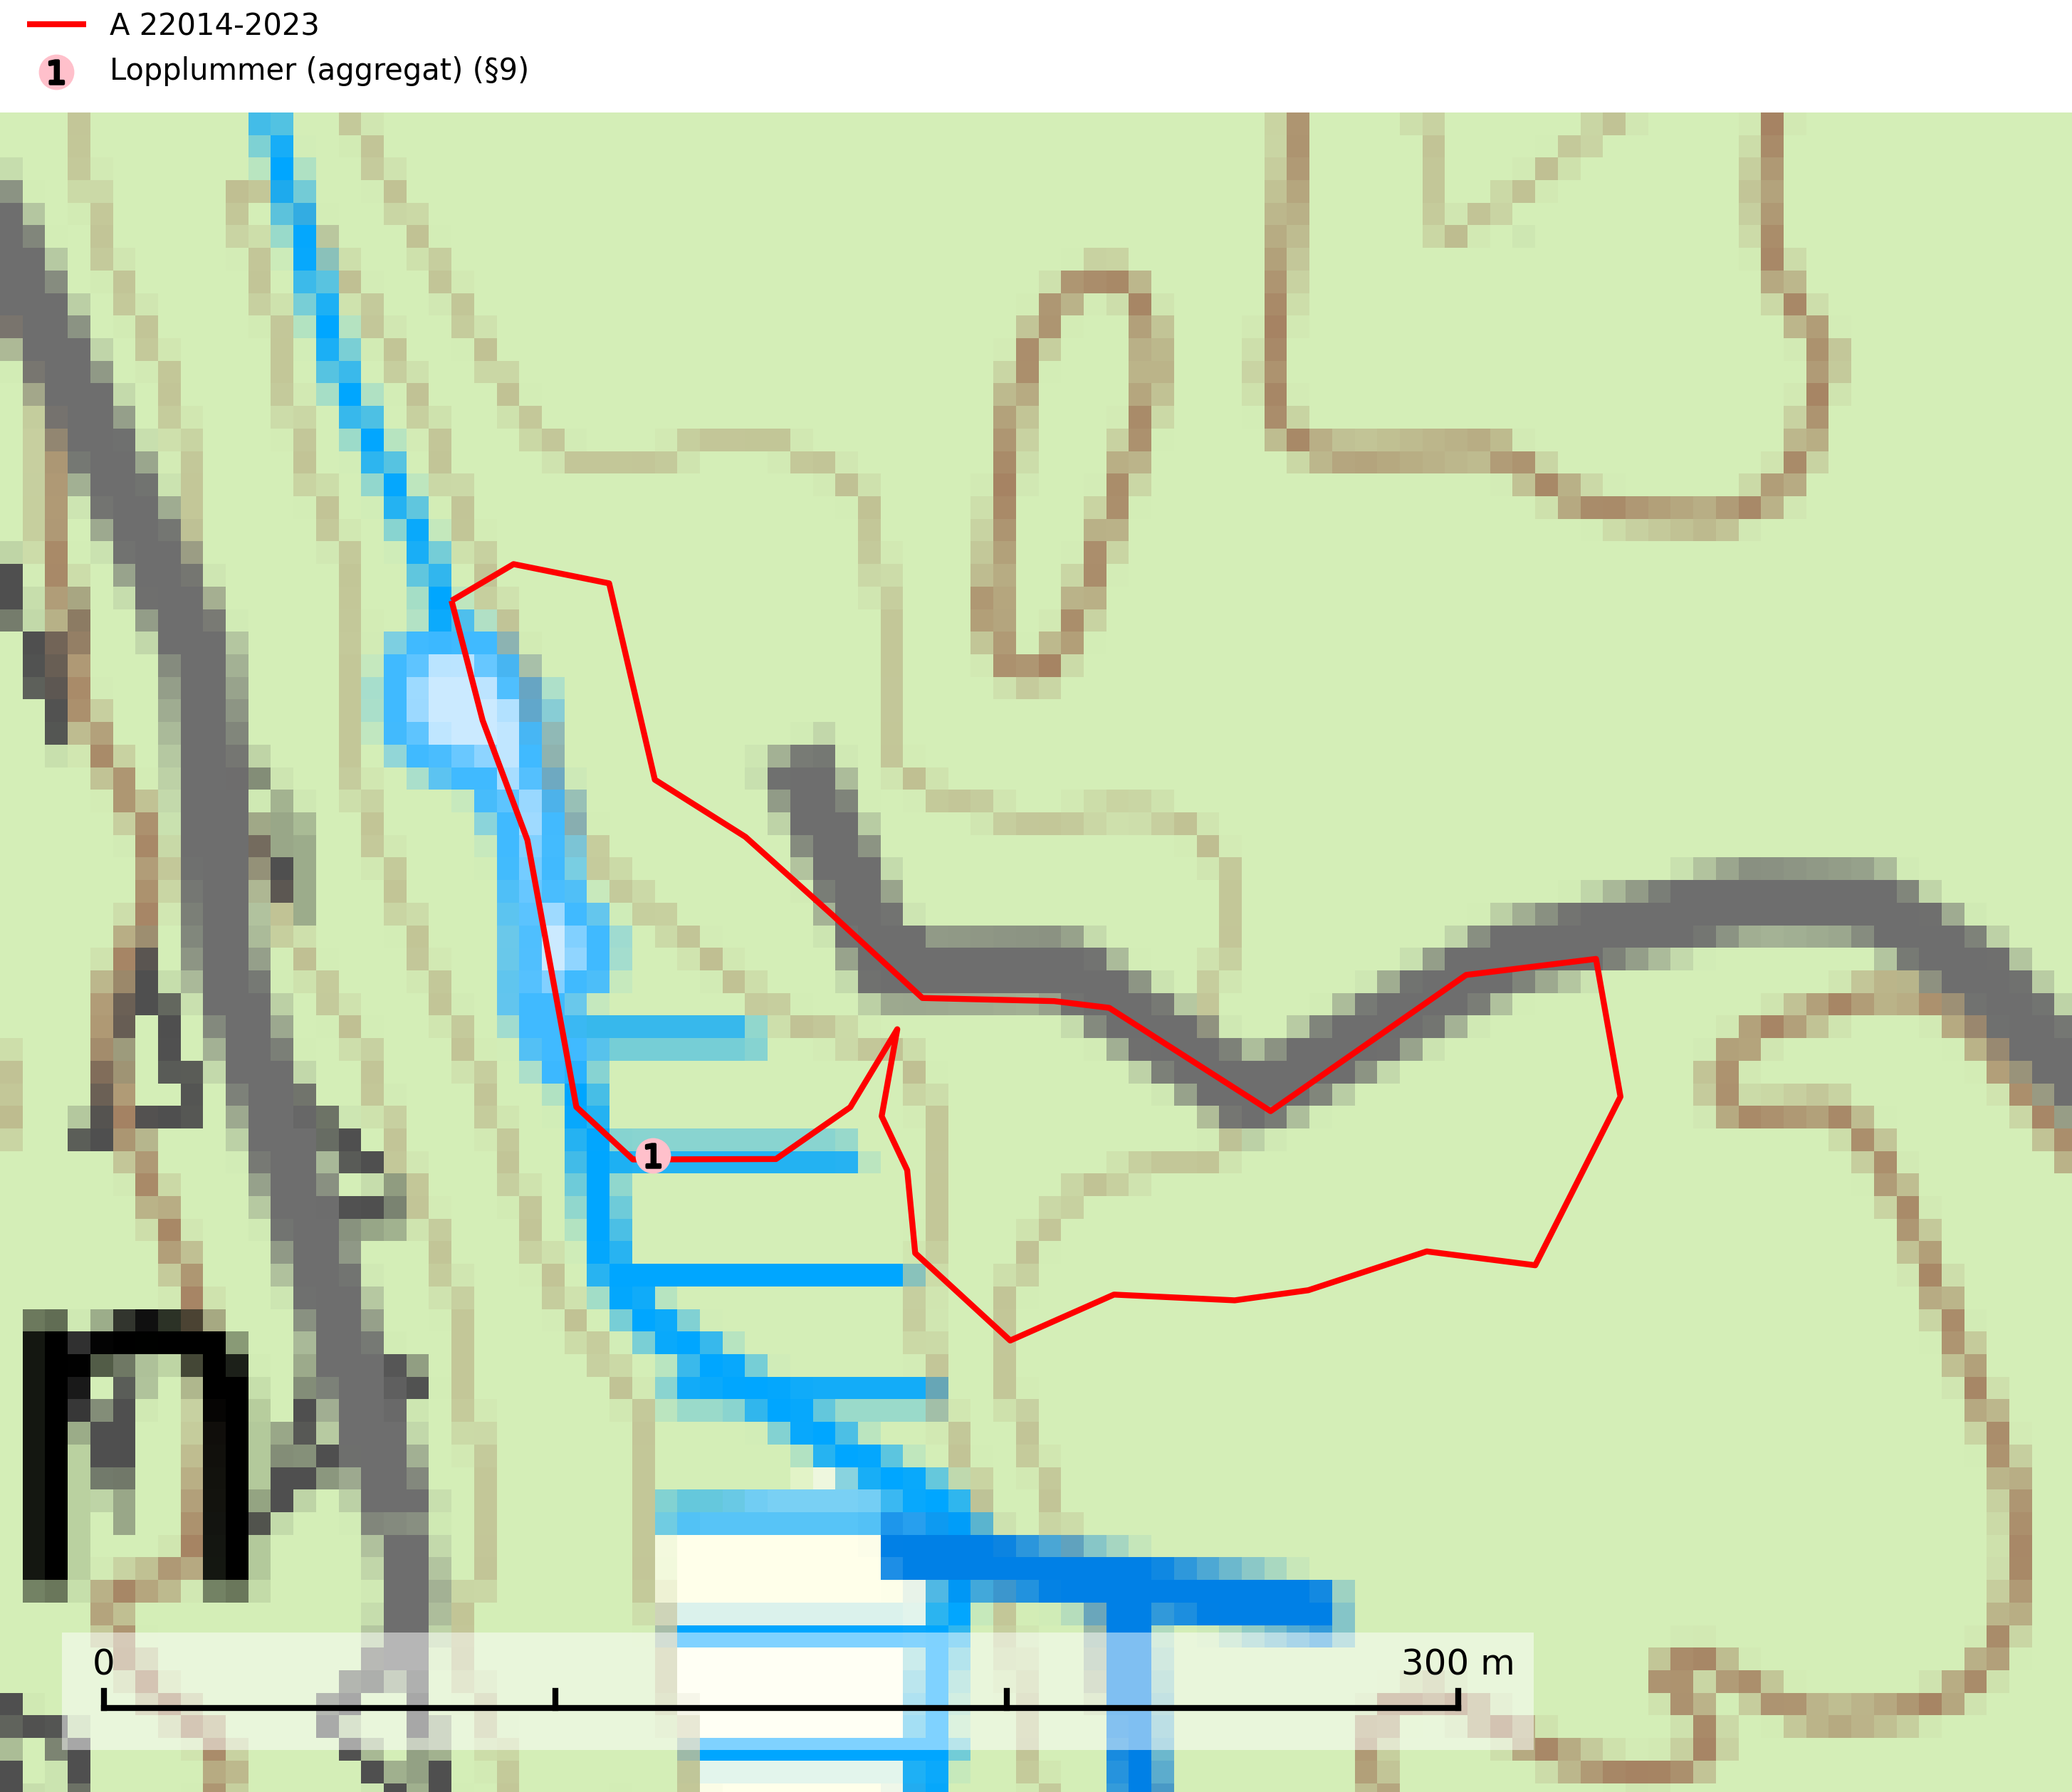 A 22014-2023
1 Lopplummer (aggregat) (§9)
1
0 300 m